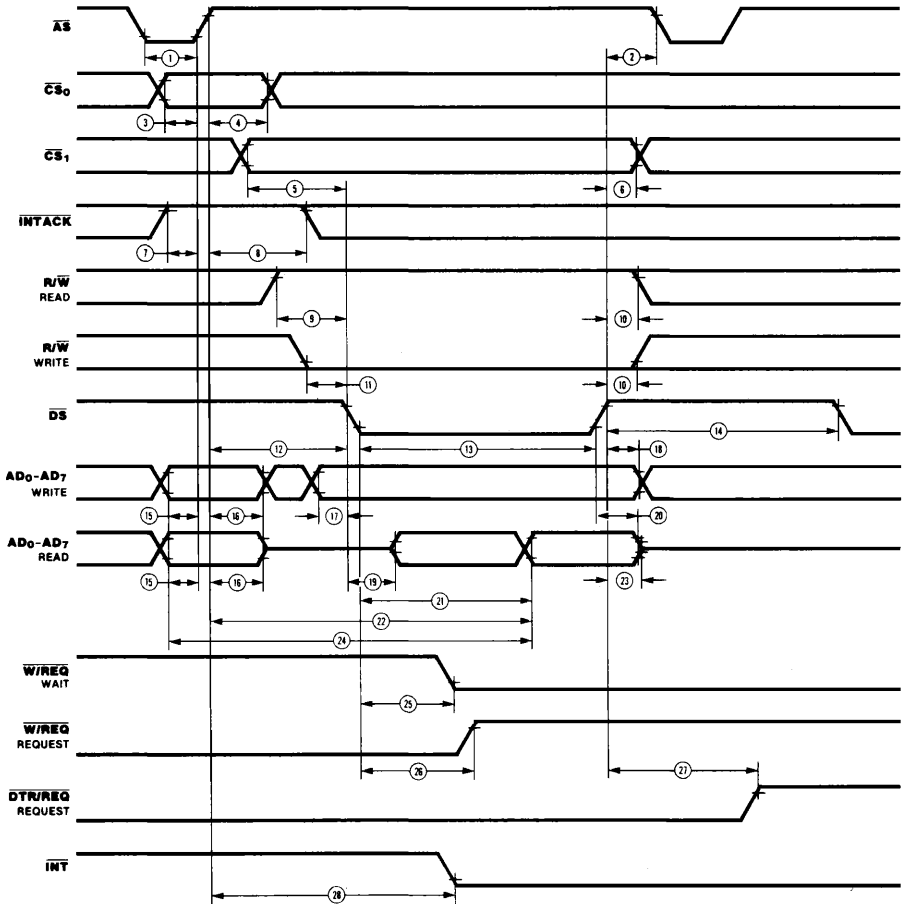 AS
1
2
CS0
3
4
CS1
5
6
INTACK
7
8
R/W
READ
9
10
R/W
WRITE
11
10
DS
12
13
14
18
AD0-AD7
WRITE
15
16
17
20
AD0-AD7
READ
15
16
19
23
21
22
24
W/REQ
WAIT
25
W/REQ
REQUEST
26
27
DTR/REQ
REQUEST
INT
28